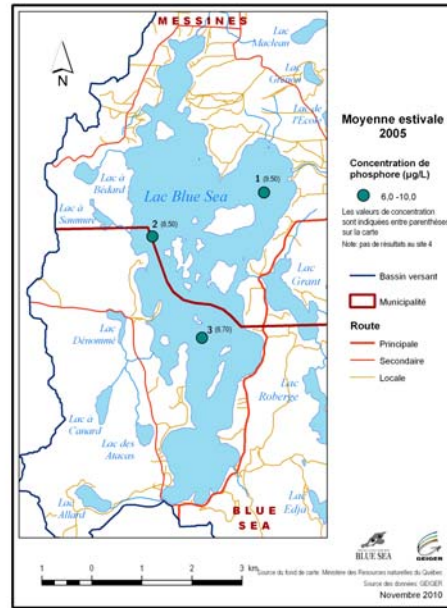 MESSINES
Lac
Maclean
Lac
Grenon
Lac de
l'Ecole
N
Lac à
Bédard
Lac Blue Sea
1 (9.50)
Lac à
Saumure
2 (8.50)
Lac
Grant
3 (8.70)
Lac
Dénommé
Lac
Roberge
Lac à
Canard
Lac des
Atacas
Lac
Allard
BLUE
SEA
Lac
Edja
1 0 1 2 3 km
Moyenne estivale
2005
Concentration de
phosphore (µg/L)
6,0 -10,0
Les valeurs de concentration
sont indiquées entre parenthèses
sur la carte
Note: pas de résultats au site 4
Bassin versant
Municipalité
Route
Principale
Secondaire
Locale
BLUE SEA
GEIGER
Source du fond de carte: Ministère des Resources naturelles du Québec
Source des données: GEIGER
Novembre 2010